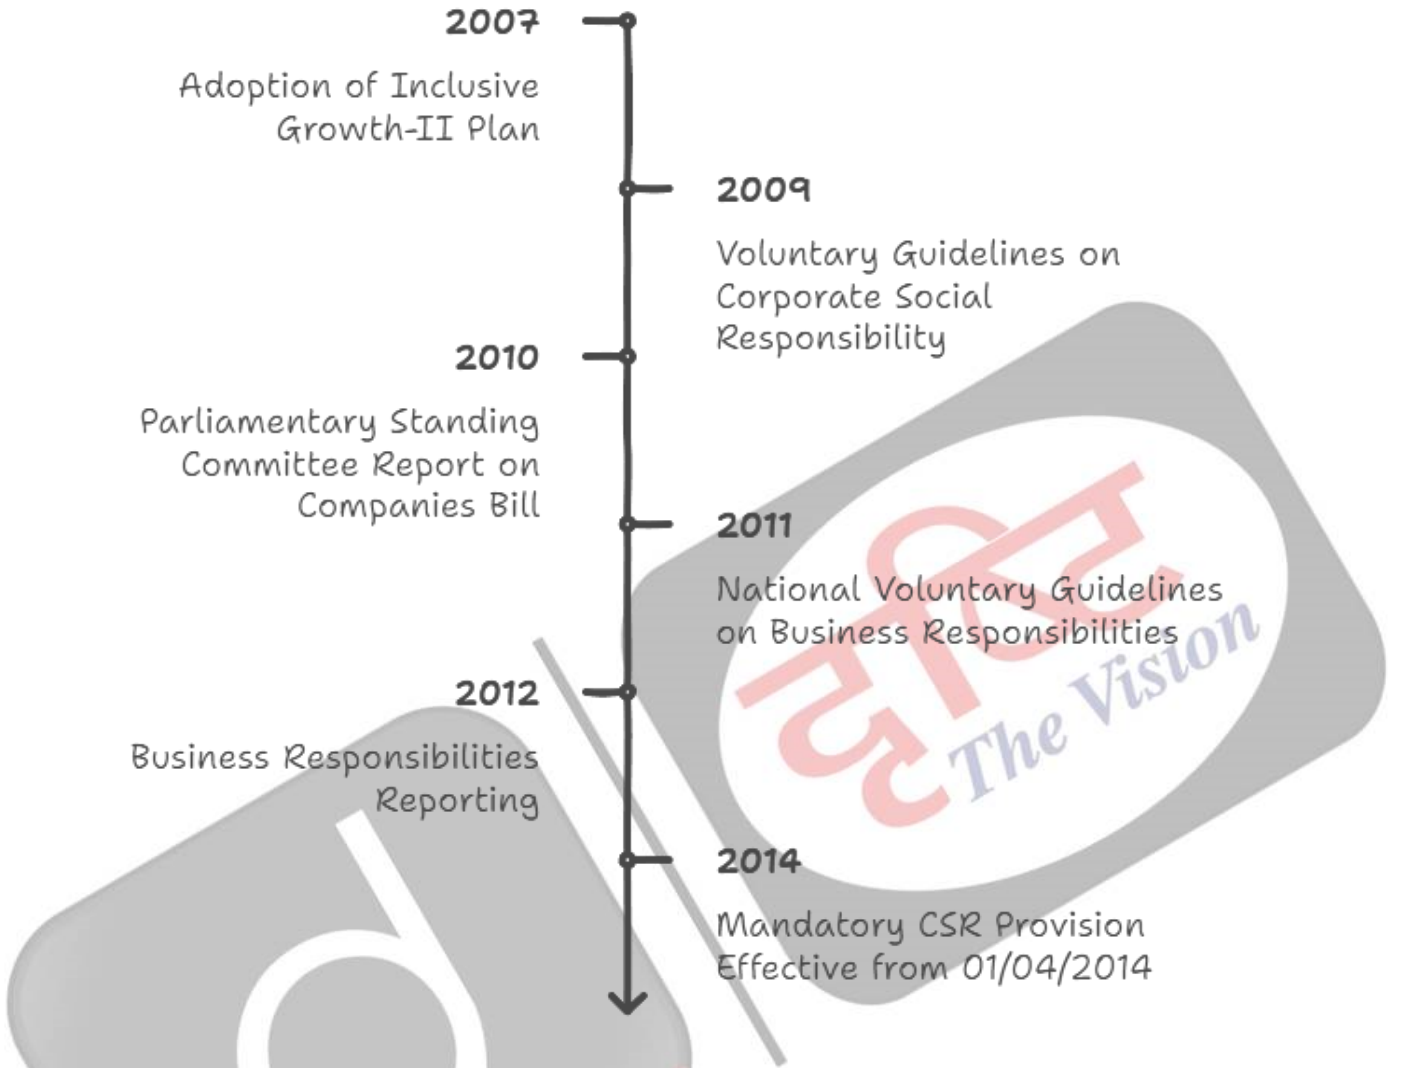 2007
Adoption of Inclusive
Growth-II Plan
2009
Voluntary Guidelines on
Corporate Social
Responsibility
2010
Parliamentary Standing
Committee Report on
Companies Bill
2011
National Voluntary Guidelines
on Business Responsibilities
2012
Business Responsibilities
Reporting
2014
Mandatory CSR Provision
Effective from 01/04/2014
दृष्टि
The Vision
d